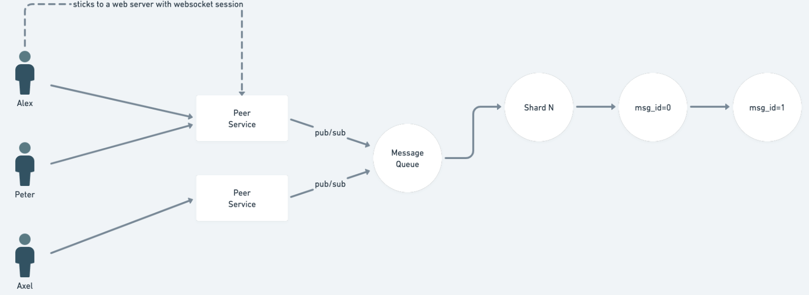 sticks to a web server with websocket session
Alex
Peter
Axel
Peer
Service
Peer
Service
pub/sub
pub/sub
Message
Queue
Shard N
msg_id=0
msg_id=1